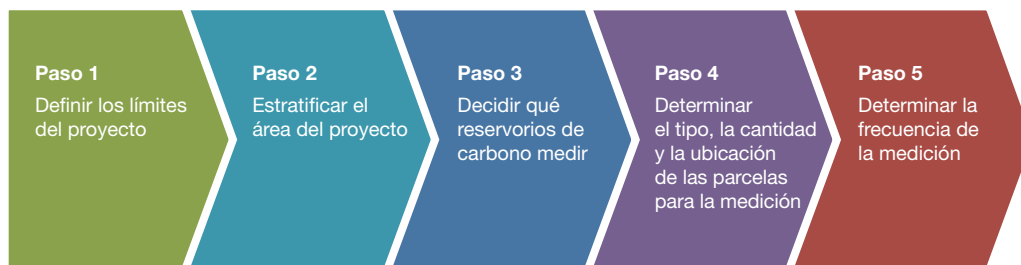 Paso 1
Definir los límites
del proyecto
Paso 2
Estratificar el
área del proyecto
Paso 3
Decidir qué
reservorios de
carbono medir
Paso 4
Determinar
el tipo, la cantidad
y la ubicación
de las parcelas
para la medición
Paso 5
Determinar la
frecuencia de
la medición